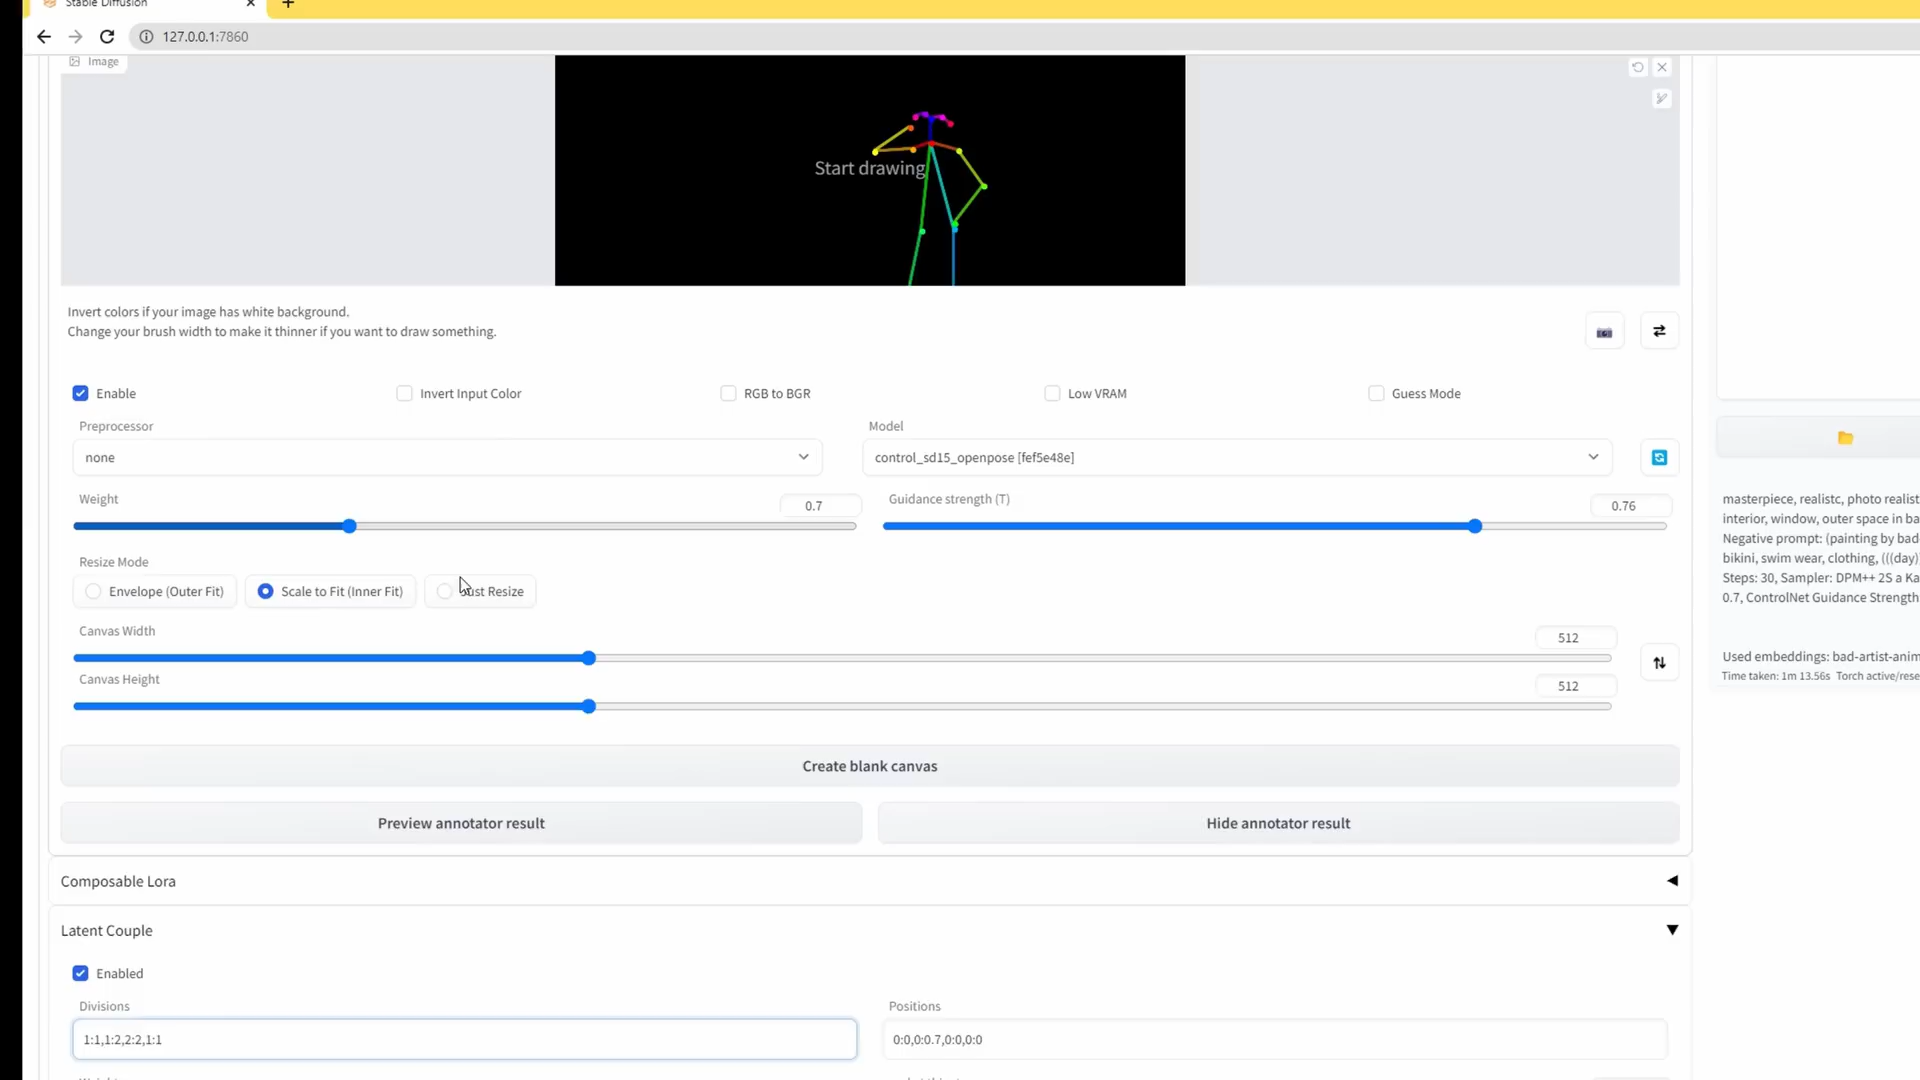 Stable Diffusion
127.0.0.1:7860
Image
Start drawing
Invert colors if your image has white background.
Change your brush width to make it thinner if you want to draw something.
Enable
Invert Input Color
RGB to BGR
Low VRAM
Guess Mode
Preprocessor
Model
none
control_sd15_openpose [fef5e48e]
Weight
0.7
Guidance strength (T)
0.76
Resize Mode
Envelope (Outer Fit)
Scale to Fit (Inner Fit)
Just Resize
Canvas Width
512
Canvas Height
512
Create blank canvas
Preview annotator result
Hide annotator result
Composable Lora
Latent Couple
Enabled
Divisions
Positions
1:1,1:2,2:2,1:1
0:0,0:0.7,0:0,0:0
masterpiece, realistc, photo realist
interior, window, outer space in ba
Negative prompt: (painting by bad-
bikini, swim wear, clothing, (((day)
Steps: 30, Sampler: DPM++ 2S a Ka
0.7, ControlNet Guidance Strength
Used embeddings: bad-artist-anim
Time taken: 1m 13.56s Torch active/rese